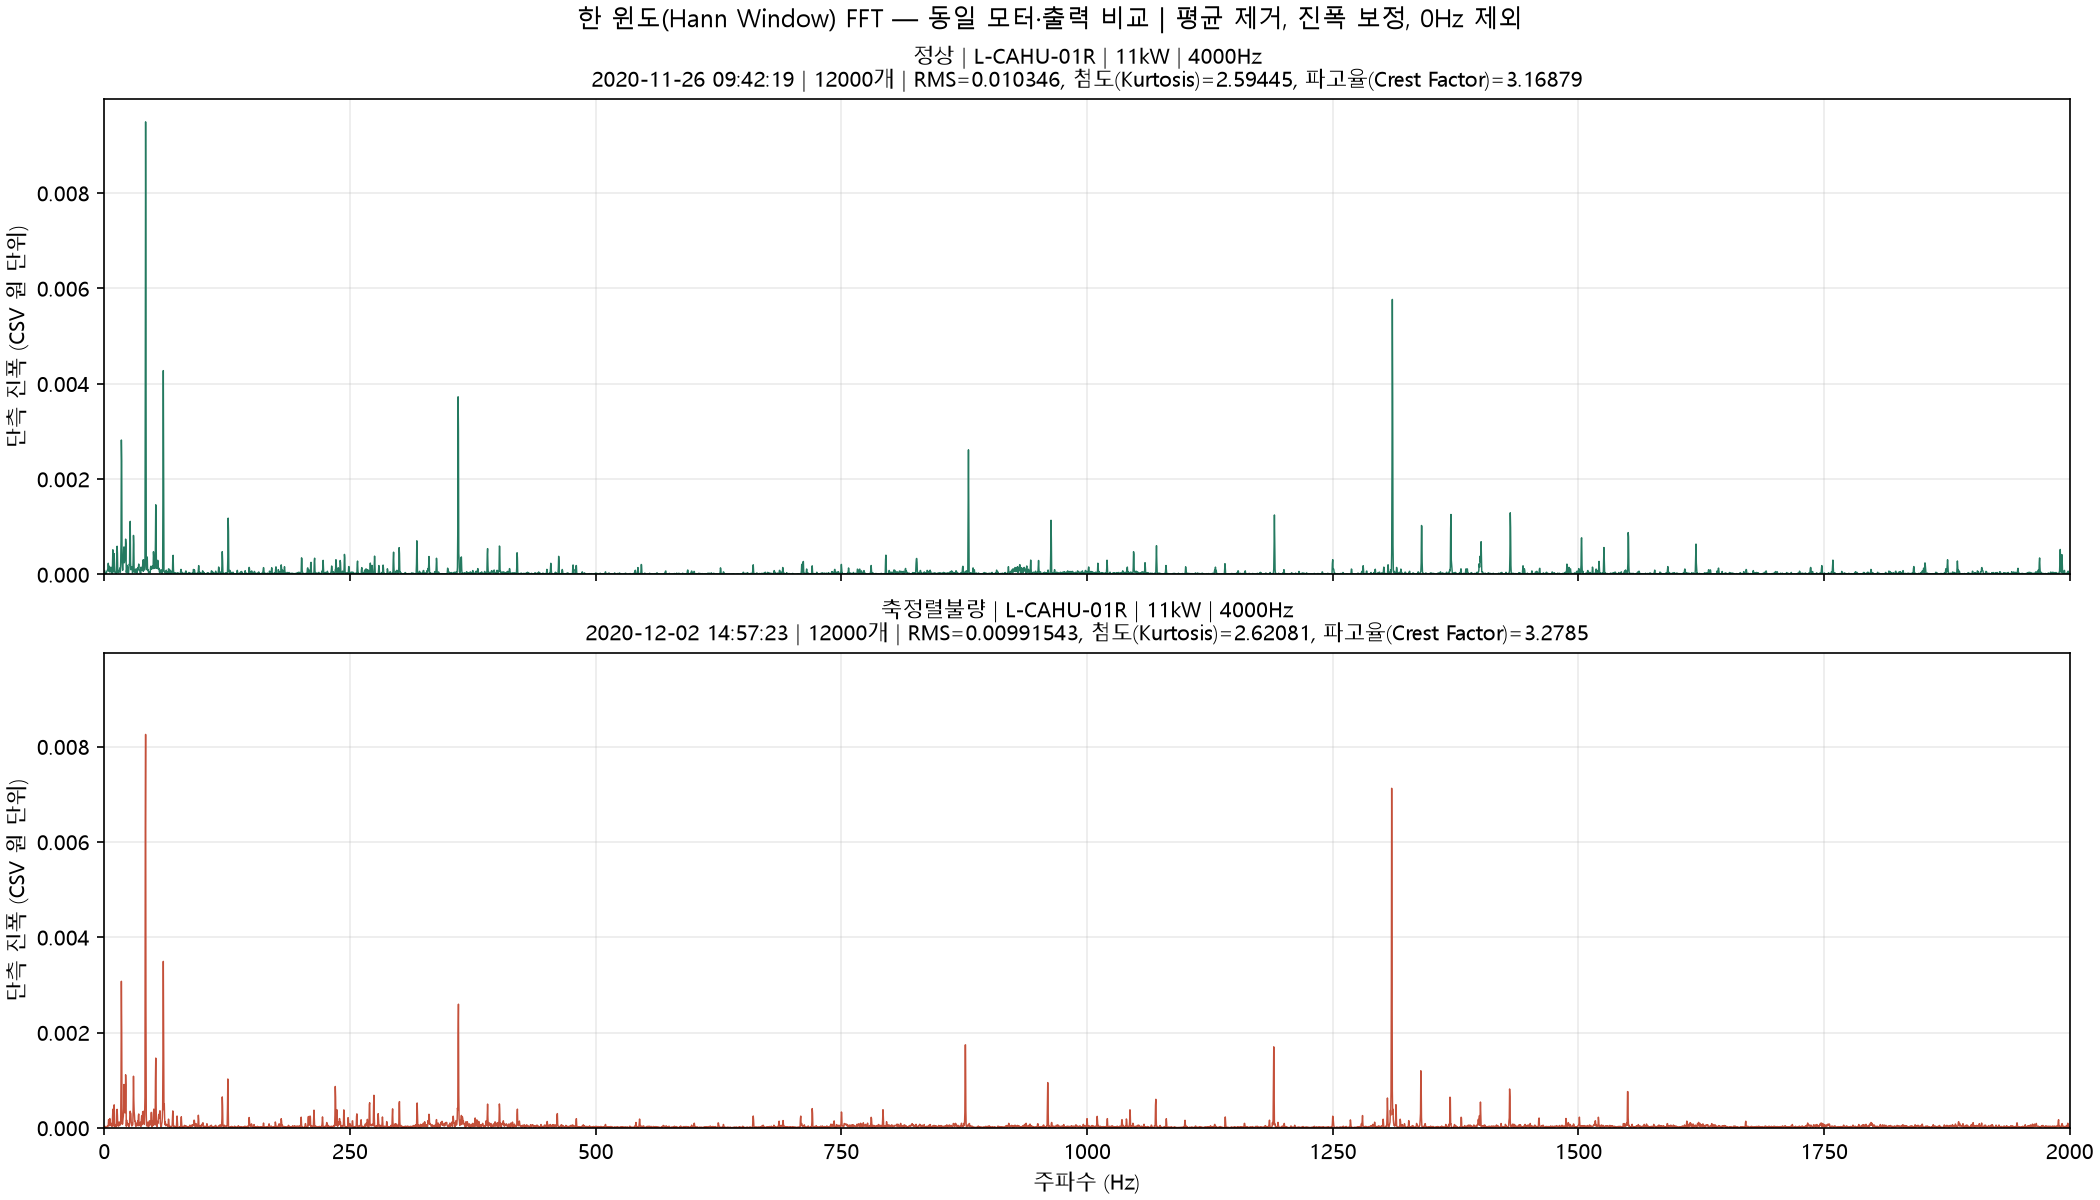 한 윈도(Hann Window) FFT — 동일 모터·출력 비교 | 평균 제거, 진폭 보정, 0Hz 제외
정상 | L-CAHU-01R | 11kW | 4000Hz
2020-11-26 09:42:19 | 12000개 | RMS=0.010346, 첨도(Kurtosis)=2.59445, 파고율(Crest Factor)=3.16879
단측 진폭 (CSV 원 단위)
0.008
0.006
0.004
0.002
0.000
축정렬불량 | L-CAHU-01R | 11kW | 4000Hz
2020-12-02 14:57:23 | 12000개 | RMS=0.00991543, 첨도(Kurtosis)=2.62081, 파고율(Crest Factor)=3.2785
단측 진폭 (CSV 원 단위)
0.008
0.006
0.004
0.002
0.000
0 250 500 750 1000 1250 1500 1750 2000
주파수 (Hz)